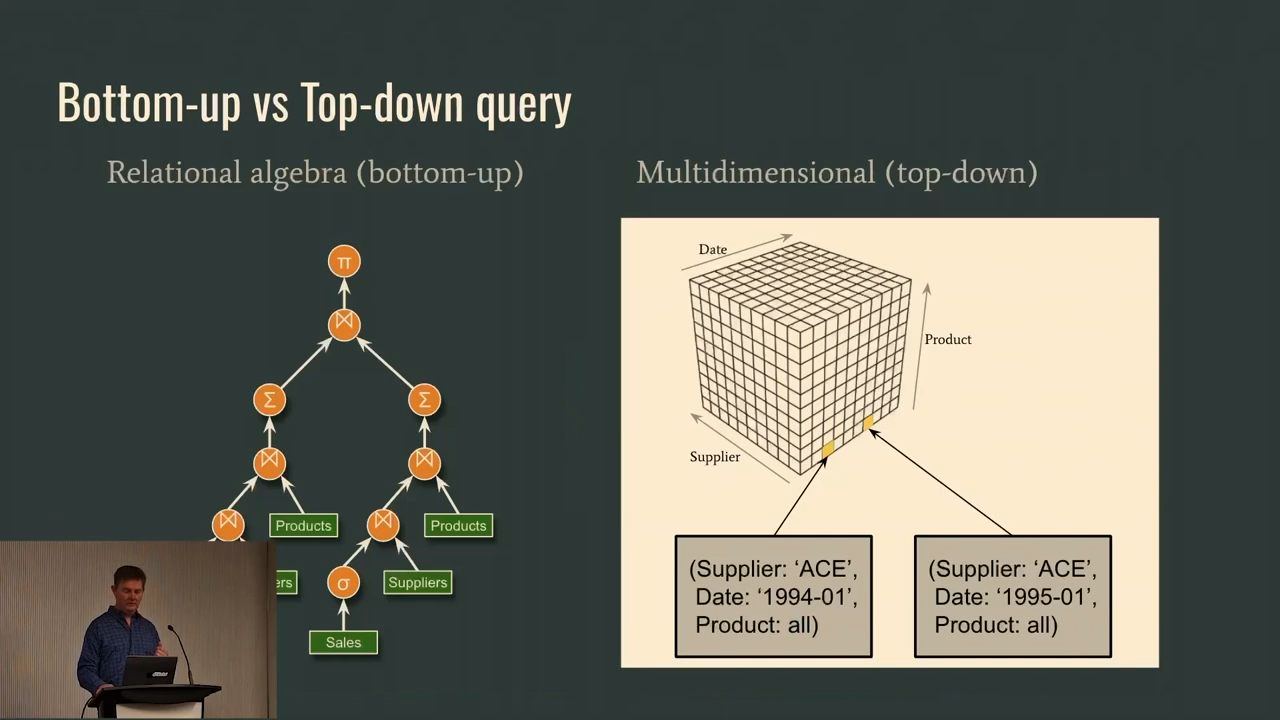 Bottom-up vs Top-down query
Relational algebra (bottom-up)
π
⋈
Σ
Σ
⋈
⋈
⋈
Products
⋈
Products
ers
σ
Suppliers
Sales
Multidimensional (top-down)
Date
Product
Supplier
(Supplier: ‘ACE’,
Date: ‘1994-01’,
Product: all)
(Supplier: ‘ACE’,
Date: ‘1995-01’,
Product: all)